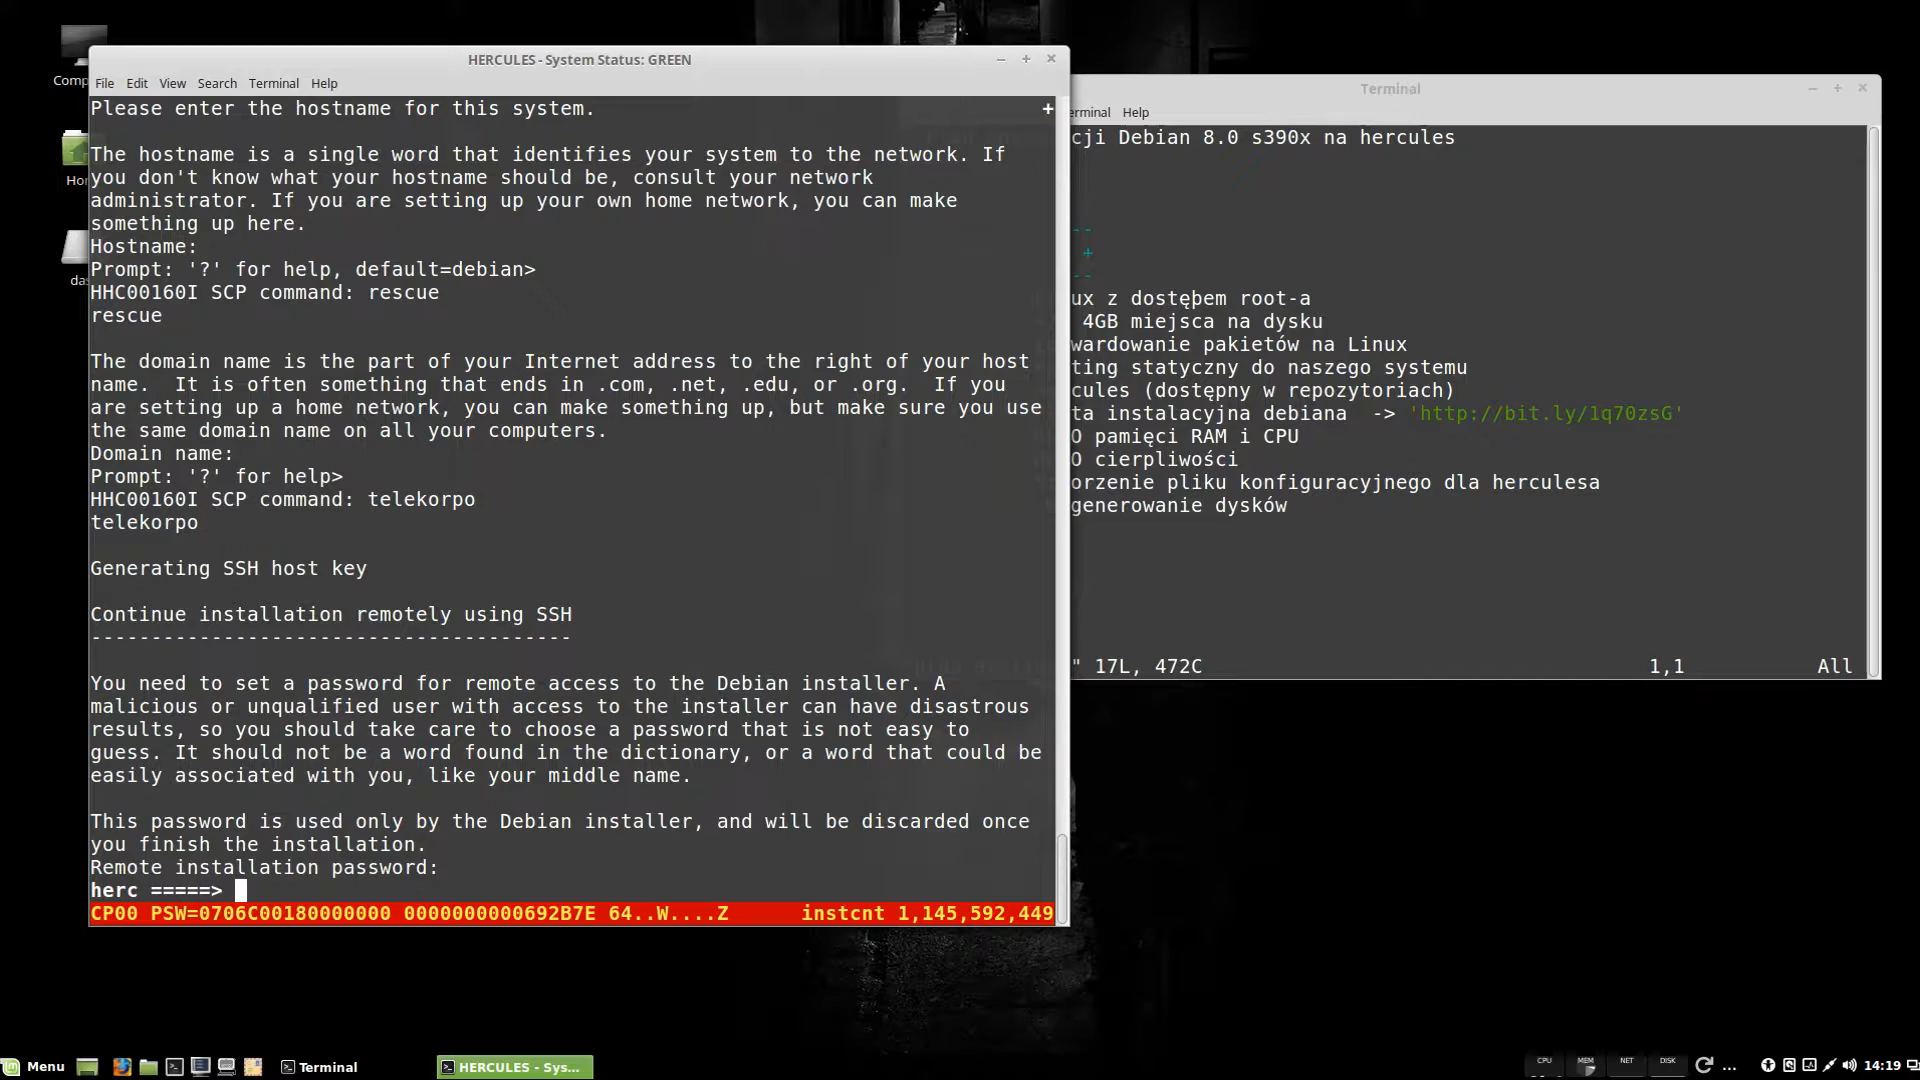 Comp
Ho
das
HERCULES - System Status: GREEN
File Edit View Search Terminal Help
Please enter the hostname for this system. +
The hostname is a single word that identifies your system to the network. If
you don't know what your hostname should be, consult your network
administrator. If you are setting up your own home network, you can make
something up here.
Hostname:
Prompt: '?' for help, default=debian>
HHC00160I SCP command: rescue
rescue
The domain name is the part of your Internet address to the right of your host
name.  It is often something that ends in .com, .net, .edu, or .org.  If you
are setting up a home network, you can make something up, but make sure you use
the same domain name on all your computers.
Domain name:
Prompt: '?' for help>
HHC00160I SCP command: telekorpo
telekorpo
Generating SSH host key
Continue installation remotely using SSH
----------------------------------------
You need to set a password for remote access to the Debian installer. A
malicious or unqualified user with access to the installer can have disastrous
results, so you should take care to choose a password that is not easy to
guess. It should not be a word found in the dictionary, or a word that could be
easily associated with you, like your middle name.
This password is used only by the Debian installer, and will be discarded once
you finish the installation.
Remote installation password:
herc =====>
CP00 PSW=0706C00180000000 0000000000692B7E 64..W....Z instcnt 1,145,592,449
Terminal
erminal Help
cji Debian 8.0 s390x na hercules
--
+
--
ux z dostęþem root-a
4GB miejsca na dysku
wardowanie pakietów na Linux
ting statyczny do naszego systemu
cules (dostępny w repozytoriach)
ta instalacyjna debiana  -> 'http://bit.ly/1q70zsG'
O pamięci RAM i CPU
O cierpliwości
orzenie pliku konfiguracyjnego dla herculesa
generowanie dysków
" 17L, 472C 1,1 All
Menu Terminal HERCULES - Sys... CPU MEM NET DISK ... 14:19